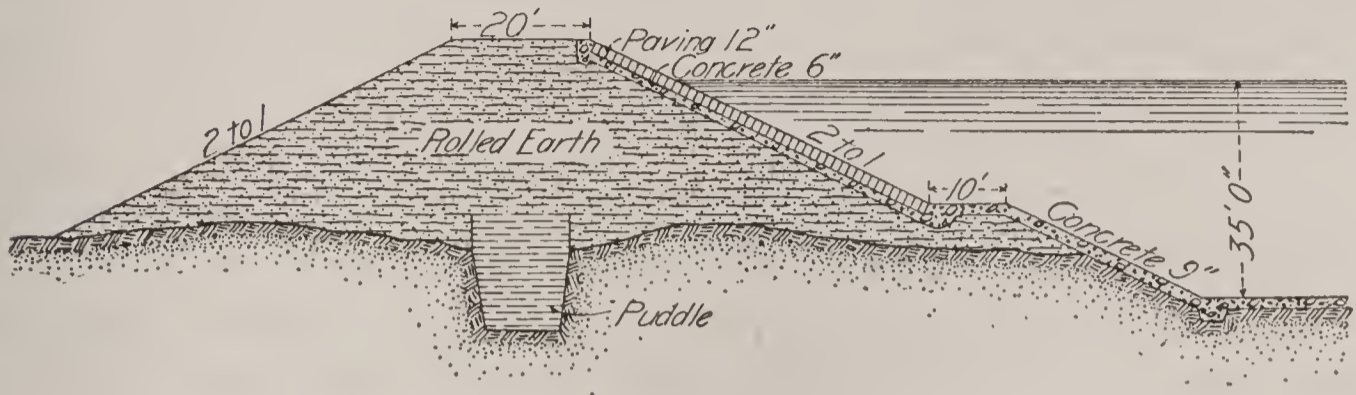 20'
Paving 12"
Concrete 6"
2 to 1
Rolled Earth
2 to 1
10'
Concrete 9"
35' 0"
Puddle